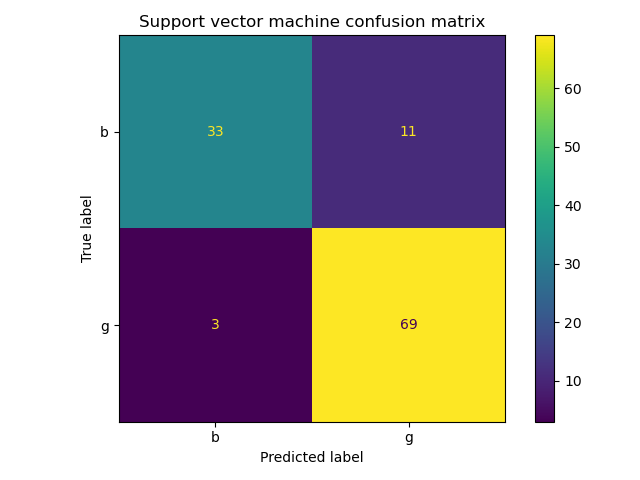 Support vector machine confusion matrix
True label
b
33
11
g
3
69
b
g
Predicted label
60
50
40
30
20
10